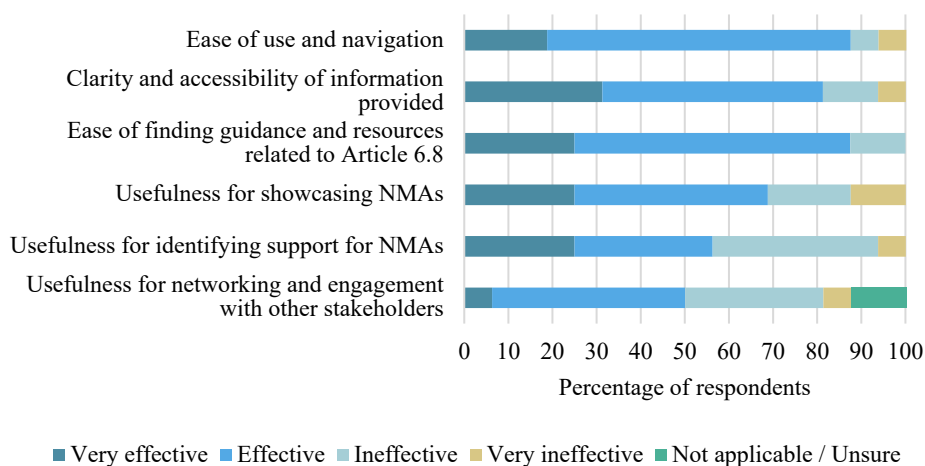 Ease of use and navigation
Clarity and accessibility of information
provided
Ease of finding guidance and resources
related to Article 6.8
Usefulness for showcasing NMAs
Usefulness for identifying support for NMAs
Usefulness for networking and engagement
with other stakeholders
0 10 20 30 40 50 60 70 80 90 100
Percentage of respondents
Very effective Effective Ineffective Very ineffective Not applicable / Unsure